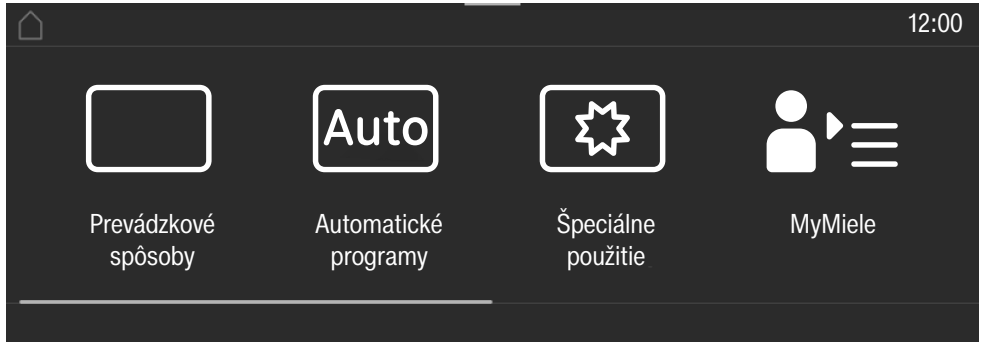 12:00
Auto
Prevádzkové
spôsoby
Automatické
programy
Špeciálne
použitie
MyMiele